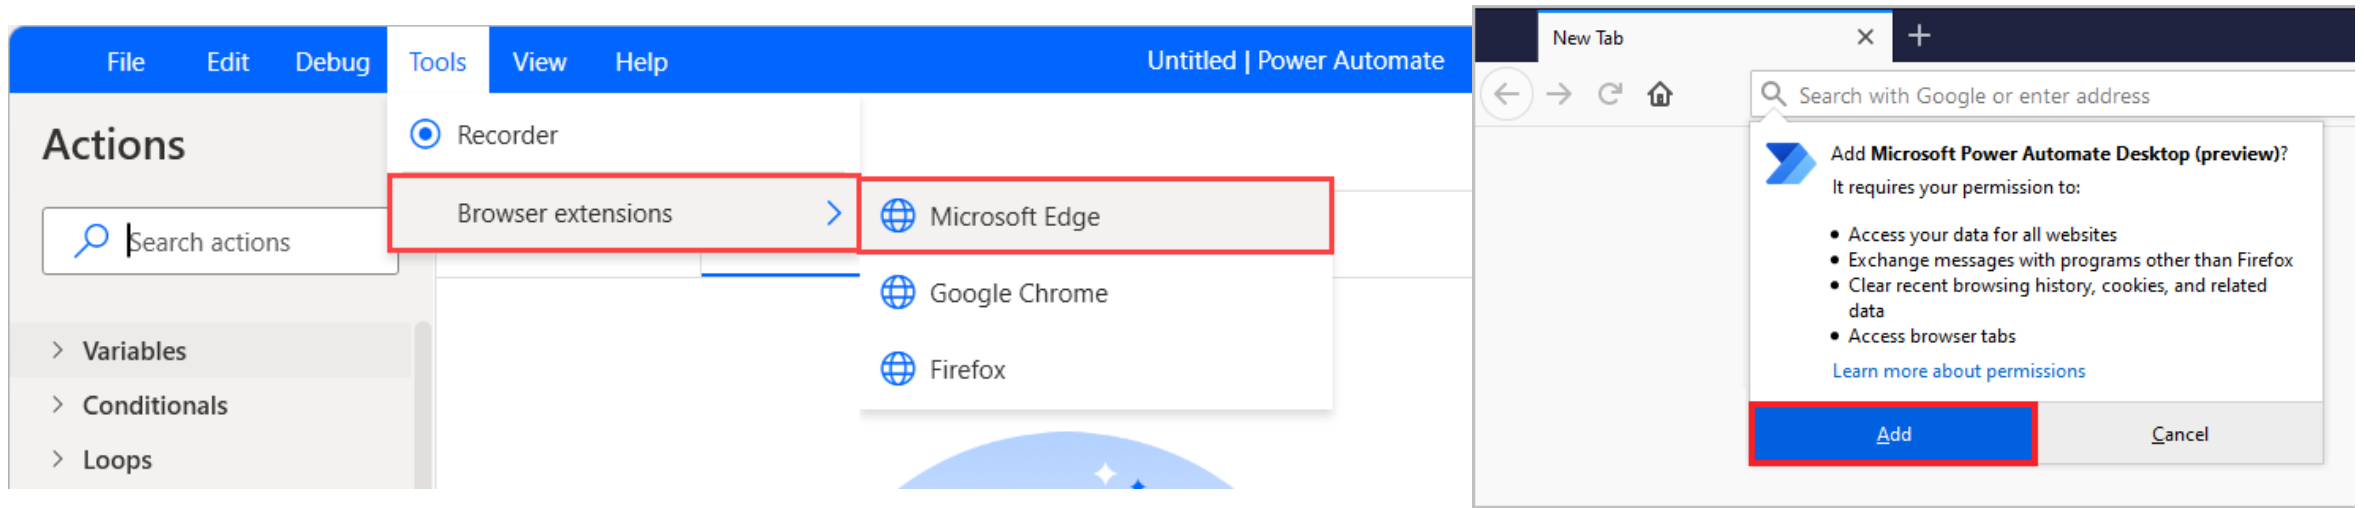 File Edit Debug Tools View Help Untitled | Power Automate
Actions
Search actions
Variables
Conditionals
Loops
Recorder
Browser extensions
Microsoft Edge
Google Chrome
Firefox
New Tab
Search with Google or enter address
Add Microsoft Power Automate Desktop (preview)?
It requires your permission to:
• Access your data for all websites
• Exchange messages with programs other than Firefox
• Clear recent browsing history, cookies, and related
data
• Access browser tabs
Learn more about permissions
Add Cancel